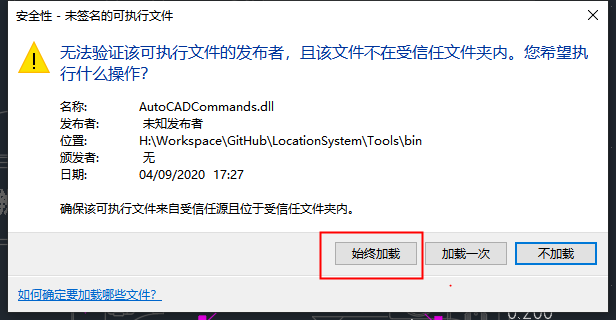 安全性 - 未签名的可执行文件
无法验证该可执行文件的发布者，且该文件不在受信任文件夹内。您希望执
行什么操作?
名称: AutoCADCommands.dll
发布者: 未知发布者
位置: H:\Workspace\GitHub\LocationSystem\Tools\bin
颁发者: 无
日期: 04/09/2020 17:27
确保该可执行文件来自受信任源且位于受信任文件夹内。
始终加载 加载一次 不加载
如何确定要加载哪些文件?
0.200